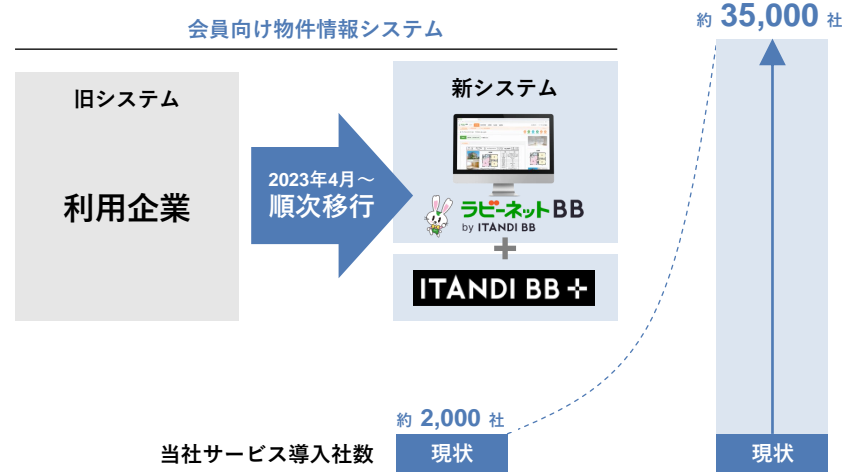 会員向け物件情報システム
約 35,000 社
旧システム
利用企業
2023年4月～
順次移行
新システム
ラビーネットBB
by ITANDI BB
+
ITANDI BB +
約 2,000 社
当社サービス導入社数
現状
現状